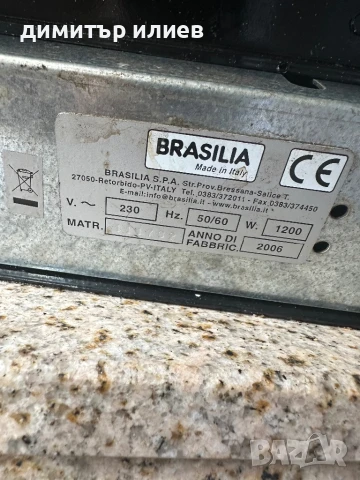 димитър илиев
BRASILIA
Made in Italy
CE
BRASILIA S.P.A. Str.Prov.Bressana-Salice T.
27050-Retorbido-PV-ITALY Tel.0383/372011 - Fax 0383/374450
E-mail:info@brasilia.it - www.brasilia.it
V. ~ 230 Hz. 50/60 W. 1200
MATR. ANNO DI FABBRIC. 2006
BAZAR